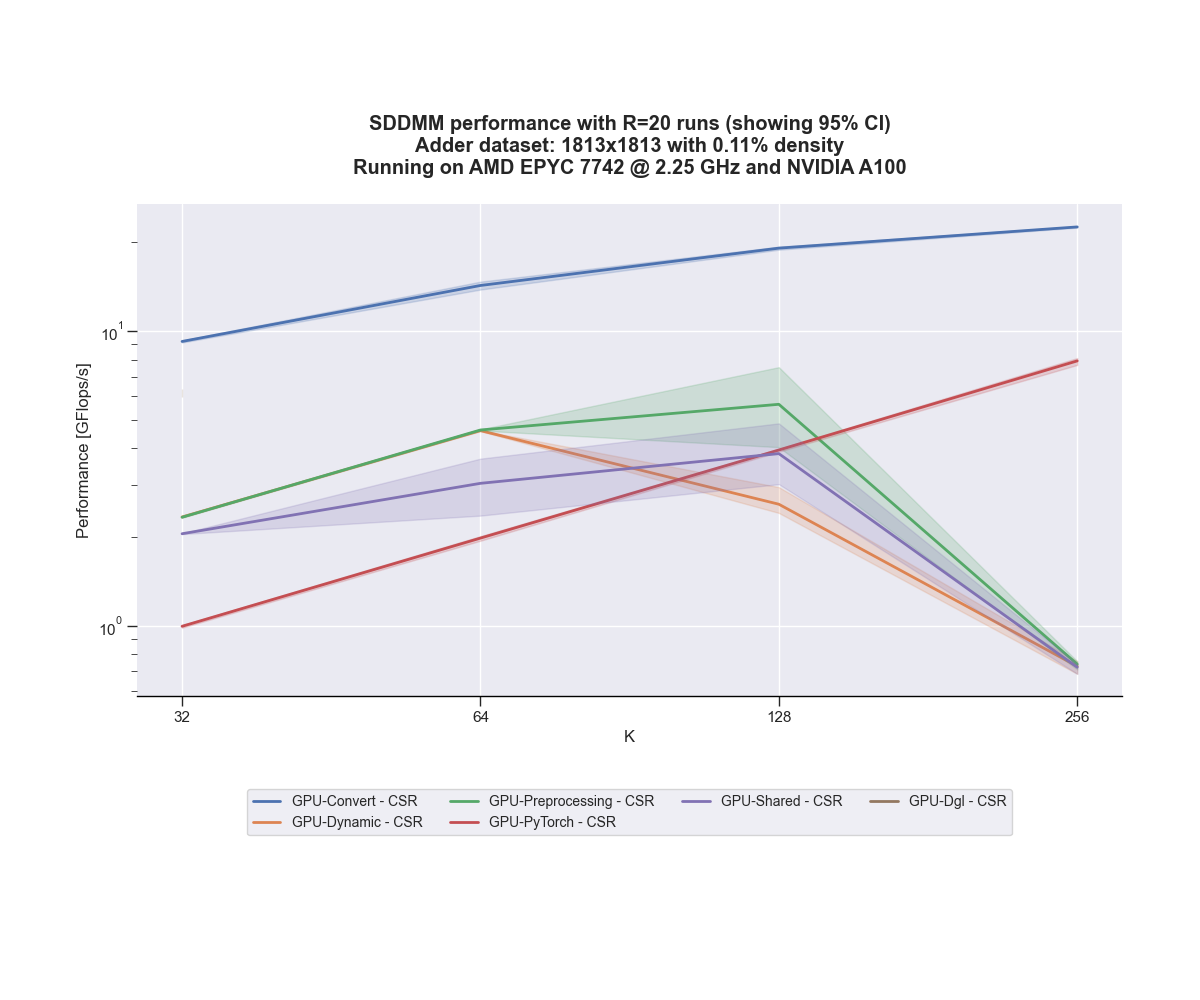 SDDMM performance with R=20 runs (showing 95% CI)
Adder dataset: 1813x1813 with 0.11% density
Running on AMD EPYC 7742 @ 2.25 GHz and NVIDIA A100
Performance [GFlops/s]
10^1
10^0
32 64 128 256
K
GPU-Convert - CSR GPU-Preprocessing - CSR GPU-Shared - CSR GPU-Dgl - CSR
GPU-Dynamic - CSR GPU-PyTorch - CSR